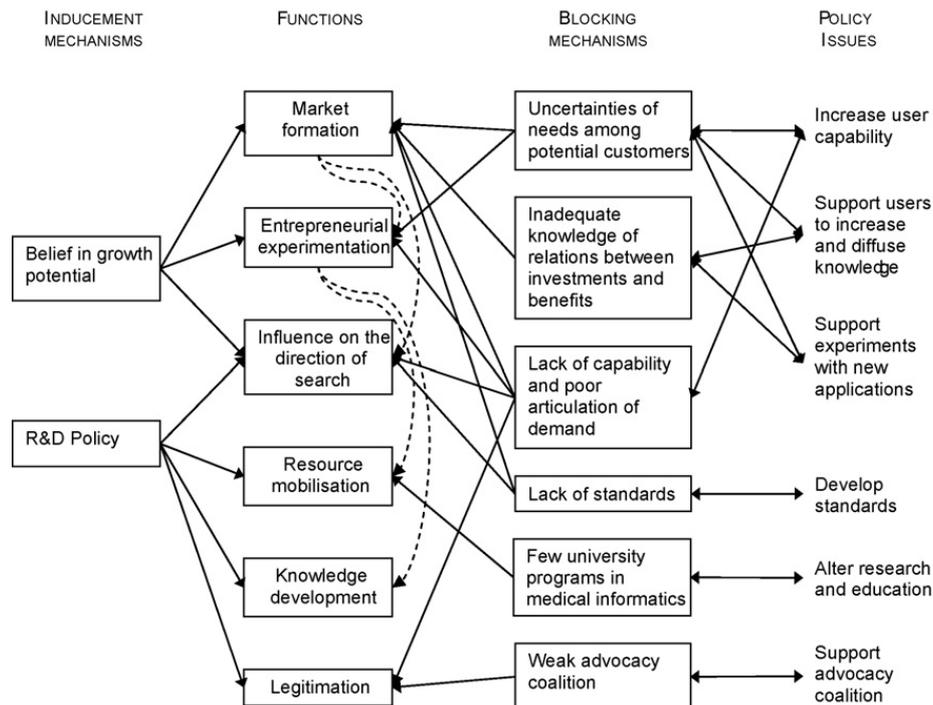 INDUCEMENT
MECHANISMS
FUNCTIONS
BLOCKING
MECHANISMS
POLICY
ISSUES
Belief in growth
potential
R&D Policy
Market
formation
Entrepreneurial
experimentation
Influence on the
direction of
search
Resource
mobilisation
Knowledge
development
Legitimation
Uncertainties of
needs among
potential customers
Inadequate
knowledge of
relations between
investments and
benefits
Lack of capability
and poor
articulation of
demand
Lack of standards
Few university
programs in
medical informatics
Weak advocacy
coalition
Increase user
capability
Support users
to increase
and diffuse
knowledge
Support
experiments
with new
applications
Develop
standards
Alter research
and education
Support
advocacy
coalition